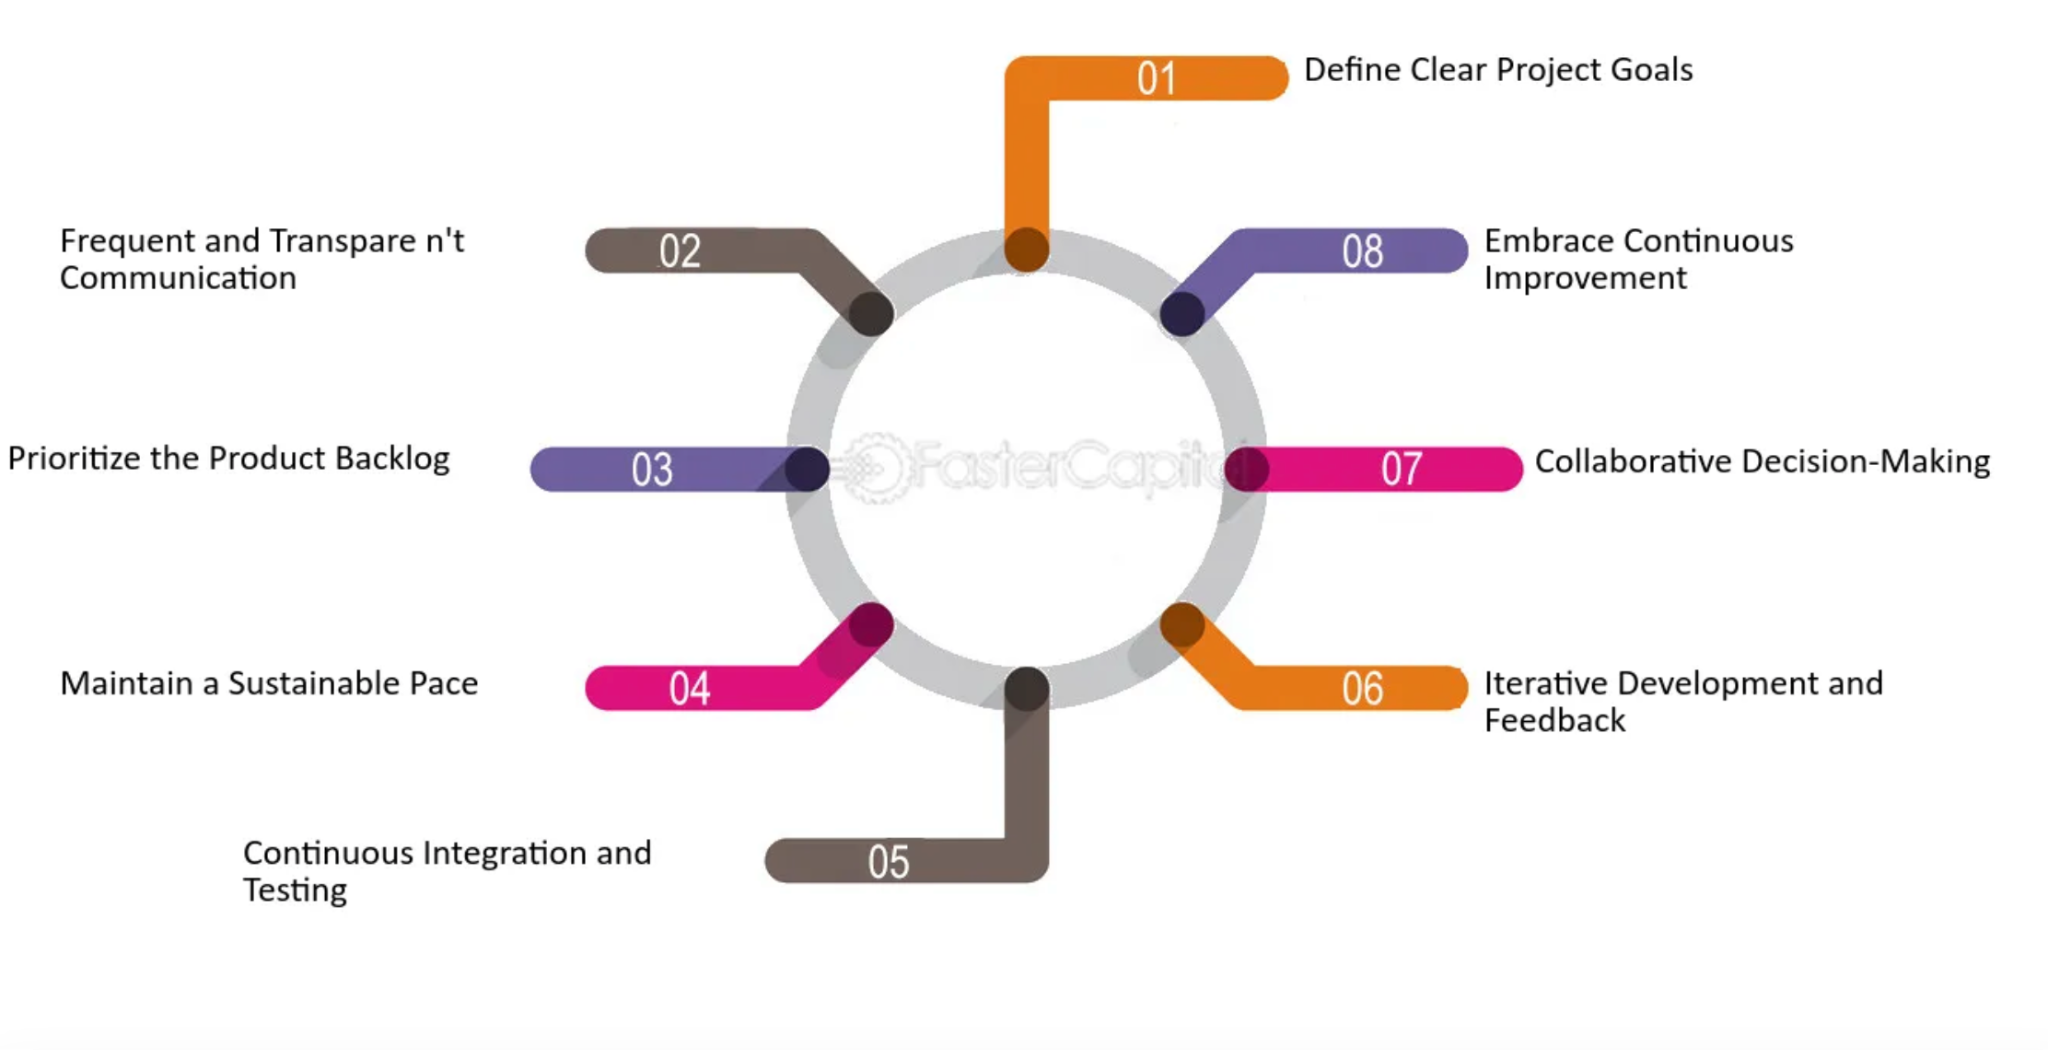 01
Define Clear Project Goals
02
Frequent and Transpare n't
Communication
03
Prioritize the Product Backlog
04
Maintain a Sustainable Pace
05
Continuous Integration and
Testing
06
Iterative Development and
Feedback
07
Collaborative Decision-Making
08
Embrace Continuous
Improvement
FasterCapital